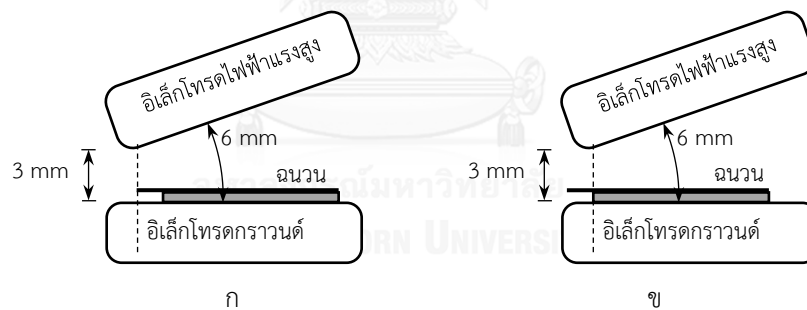 อิเล็กโทรดไฟฟ้าแรงสูง
6 mm
3 mm
ฉนวน
อิเล็กโทรดกราวนด์
ก
อิเล็กโทรดไฟฟ้าแรงสูง
6 mm
3 mm
ฉนวน
อิเล็กโทรดกราวนด์
ข